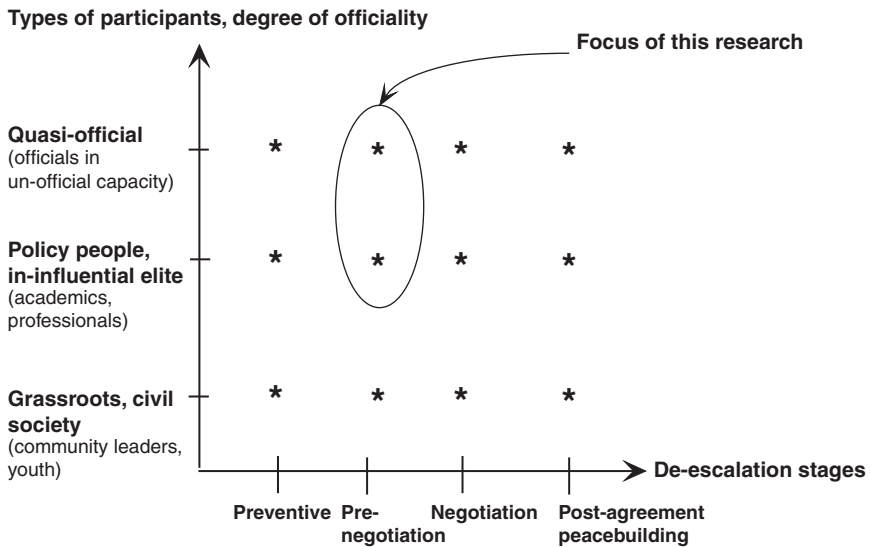 Types of participants, degree of officiality
Focus of this research
Quasi-official
(officials in
un-official capacity)
* * * *
Policy people,
in-influential elite
(academics,
professionals)
* * * *
Grassroots, civil
society
(community leaders,
youth)
* * * *
De-escalation stages
Preventive Pre- Negotiation Post-agreement
negotiation peacebuilding